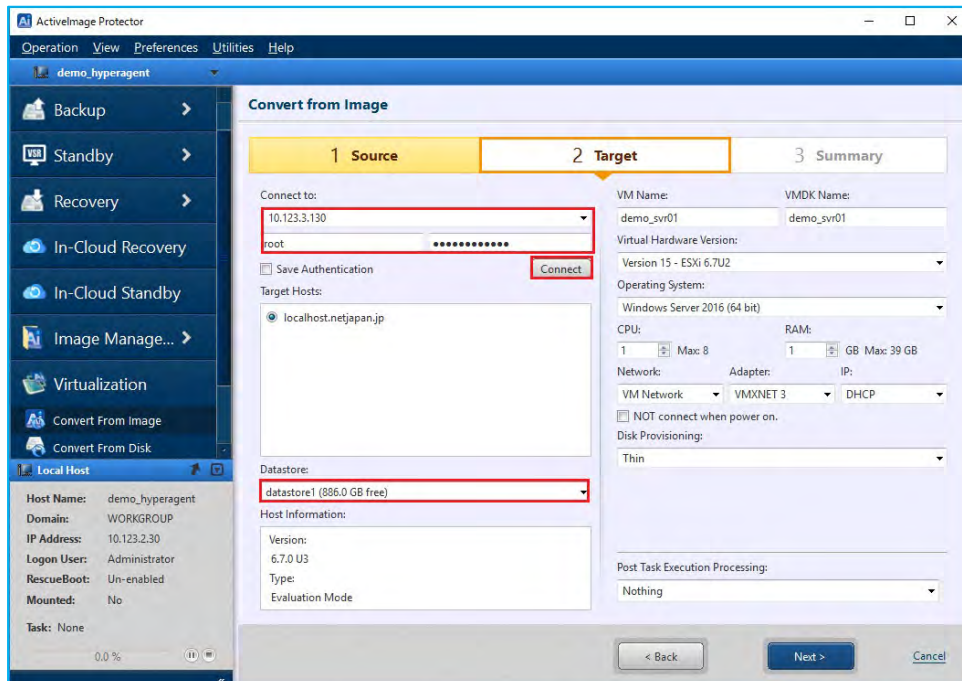 ActiveImage Protector
Operation View Preferences Utilities Help
demo_hyperagent
Backup
Standby
Recovery
In-Cloud Recovery
In-Cloud Standby
Image Manage...
Virtualization
Convert From Image
Convert From Disk
Local Host
Host Name: demo_hyperagent
Domain: WORKGROUP
IP Address: 10.123.2.30
Logon User: Administrator
RescueBoot: Un-enabled
Mounted: No
Task: None
0.0 %
Convert from Image
1 Source
2 Target
3 Summary
Connect to:
10.123.3.130
root ●●●●●●●●●●●●
Save Authentication
Connect
Target Hosts:
localhost.netjapan.jp
Datastore:
datastore1 (886.0 GB free)
Host Information:
Version:
6.7.0 U3
Type:
Evaluation Mode
VM Name: VMDK Name:
demo_svr01 demo_svr01
Virtual Hardware Version:
Version 15 - ESXi 6.7U2
Operating System:
Windows Server 2016 (64 bit)
CPU: RAM:
1 Max: 8 1 GB Max: 39 GB
Network: Adapter: IP:
VM Network VMXNET 3 DHCP
NOT connect when power on.
Disk Provisioning:
Thin
Post Task Execution Processing:
Nothing
< Back
Next >
Cancel